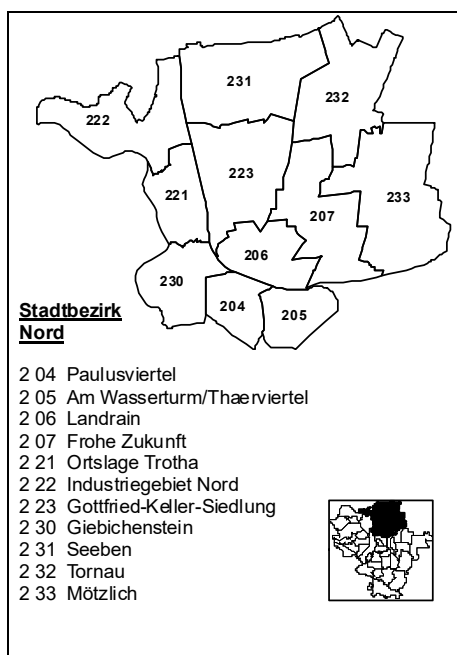 231
232
222
223
221
207
233
206
230
204
205
Stadtbezirk
Nord
2 04 Paulusviertel
2 05 Am Wasserturm/Thaerviertel
2 06 Landrain
2 07 Frohe Zukunft
2 21 Ortslage Trotha
2 22 Industriegebiet Nord
2 23 Gottfried-Keller-Siedlung
2 30 Giebichenstein
2 31 Seeben
2 32 Tornau
2 33 Mötzlich